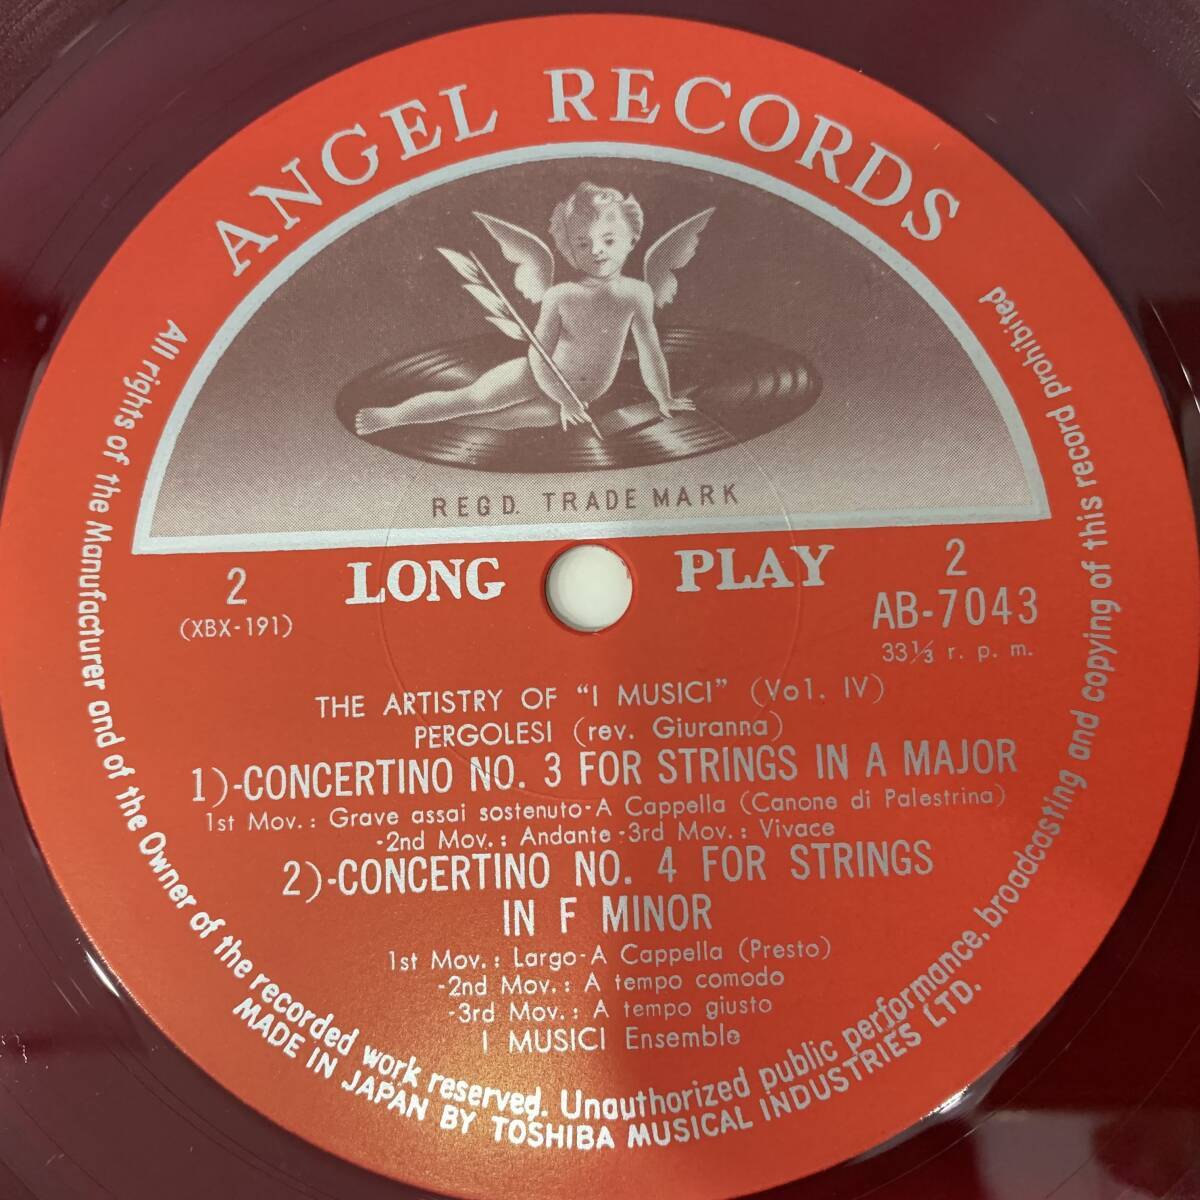 ANGEL RECORDS
REGD. TRADE MARK
2 LONG PLAY 2
(XBX-191) AB-7043
33⅓ r. p. m.
THE ARTISTRY OF "I MUSICI" (Vol. IV)
PERGOLESI (rev. Giuranna)
1)-CONCERTINO NO. 3 FOR STRINGS IN A MAJOR
1st Mov.: Grave assai sostenuto-A Cappella (Canone di Palestrina)
-2nd Mov.: Andante-3rd Mov.: Vivace
2)-CONCERTINO NO. 4 FOR STRINGS
IN F MINOR
1st Mov.: Largo-A Cappella (Presto)
-2nd Mov.: A tempo comodo
-3rd Mov.: A tempo giusto
I MUSICI Ensemble
All rights of the Manufacturer and of the Owner of the recorded work reserved. Unauthorized public performance, broadcasting and copying of this record prohibited
MADE IN JAPAN BY TOSHIBA MUSICAL INDUSTRIES LTD.